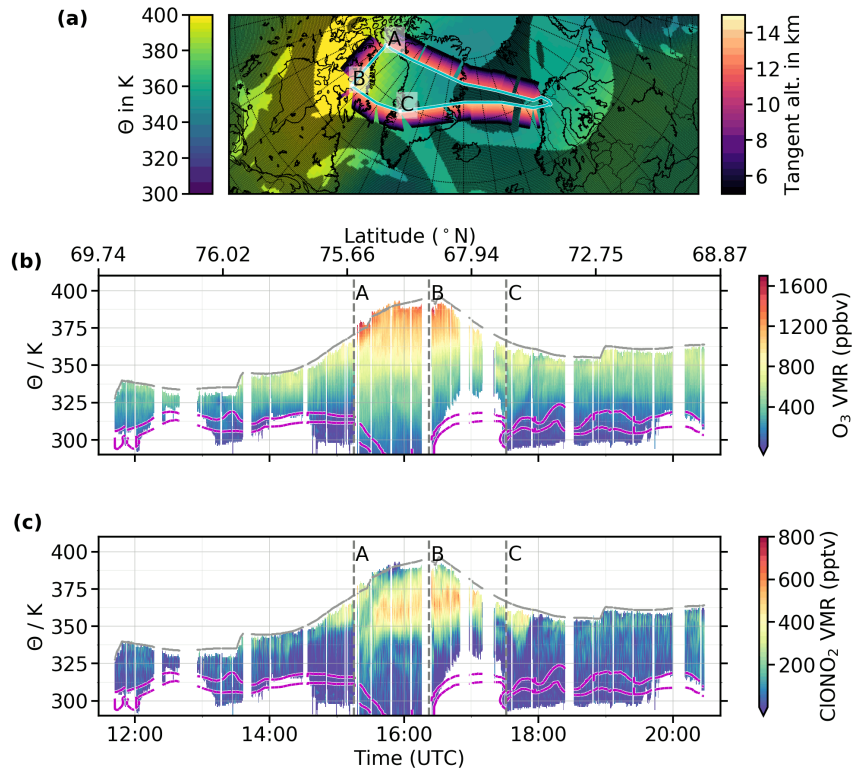 (a)
400
380
360
340
320
300
Θ in K
A
B
C
14
12
10
8
6
Tangent alt. in km
Latitude (°N)
(b)
69.74 76.02 75.66 67.94 72.75 68.87
400
375
350
325
300
Θ / K
A B C
1600
1200
800
400
O₃ VMR (ppbv)
(c)
400
375
350
325
300
Θ / K
A B C
800
600
400
200
ClONO₂ VMR (pptv)
12:00 14:00 16:00 18:00 20:00
Time (UTC)